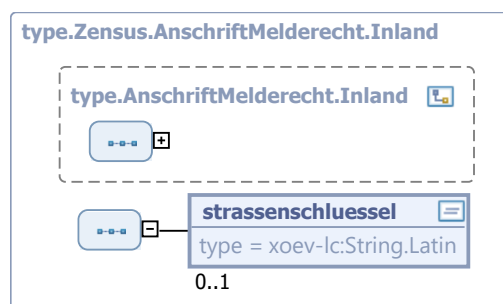 type.Zensus.AnschriftMelderecht.Inland
type.AnschriftMelderecht.Inland
strassenschluessel
type = xoev-lc:String.Latin
0..1